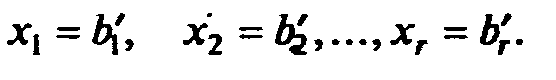 x₁ = b′₁, x₂ = b′₂,..., xᵣ = b′ᵣ.